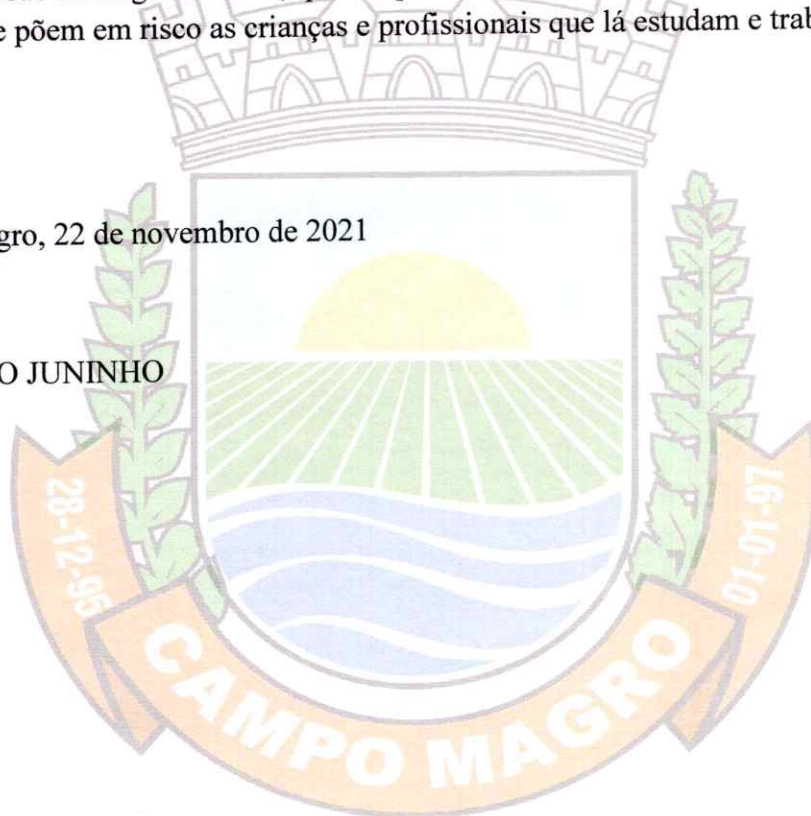 e põem em risco as crianças e profissionais que lá estudam e trab
gro, 22 de novembro de 2021
O JUNINHO
28-12-95
01-01-97
CAMPO MAGRO